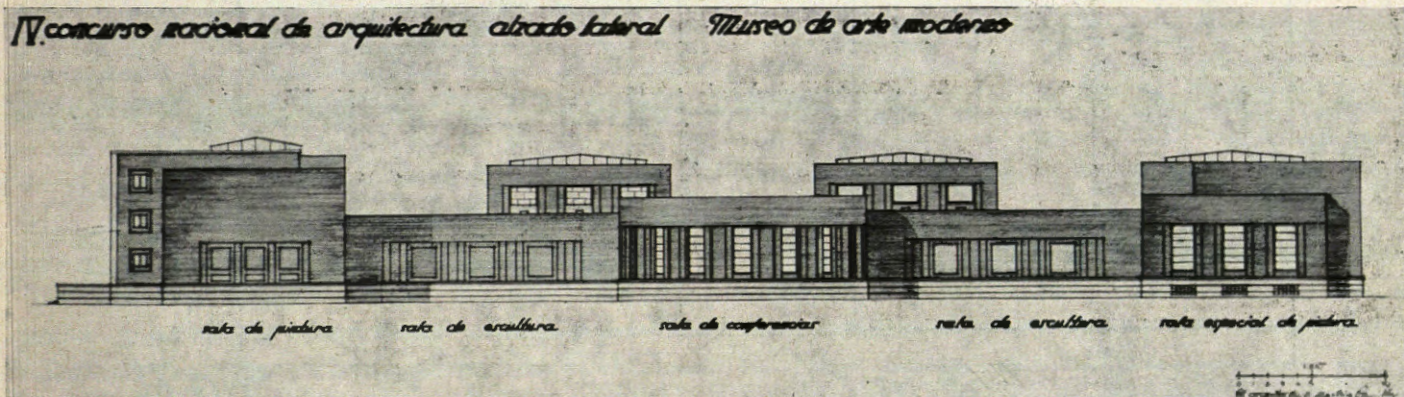 IV. concurso nacional de arquitectura alzado lateral Museo de arte moderno
sala de pintura sala de escultura sala de conferencias sala de escultura sala especial de pintura